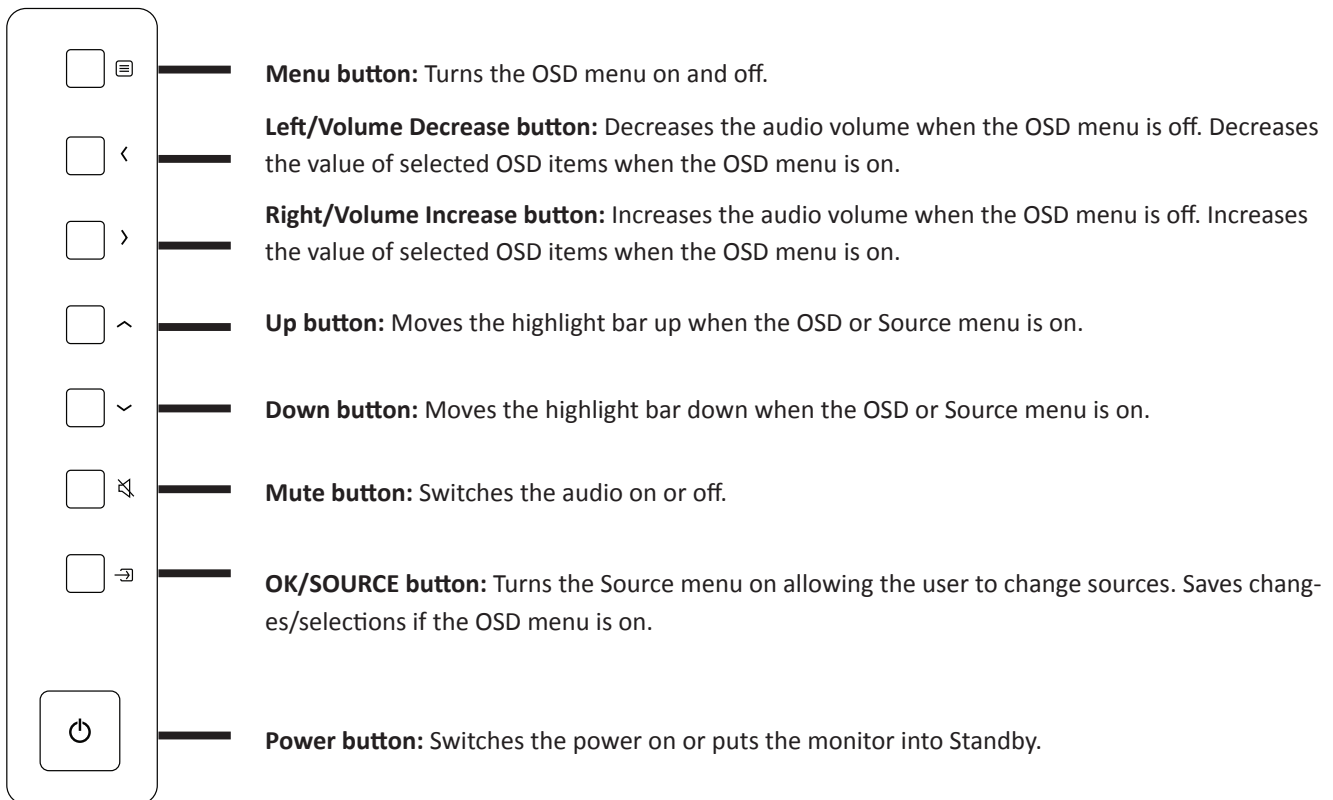 Menu button: Turns the OSD menu on and off.
Left/Volume Decrease button: Decreases the audio volume when the OSD menu is off. Decreases
the value of selected OSD items when the OSD menu is on.
Right/Volume Increase button: Increases the audio volume when the OSD menu is off. Increases
the value of selected OSD items when the OSD menu is on.
Up button: Moves the highlight bar up when the OSD or Source menu is on.
Down button: Moves the highlight bar down when the OSD or Source menu is on.
Mute button: Switches the audio on or off.
OK/SOURCE button: Turns the Source menu on allowing the user to change sources. Saves chang-
es/selections if the OSD menu is on.
Power button: Switches the power on or puts the monitor into Standby.